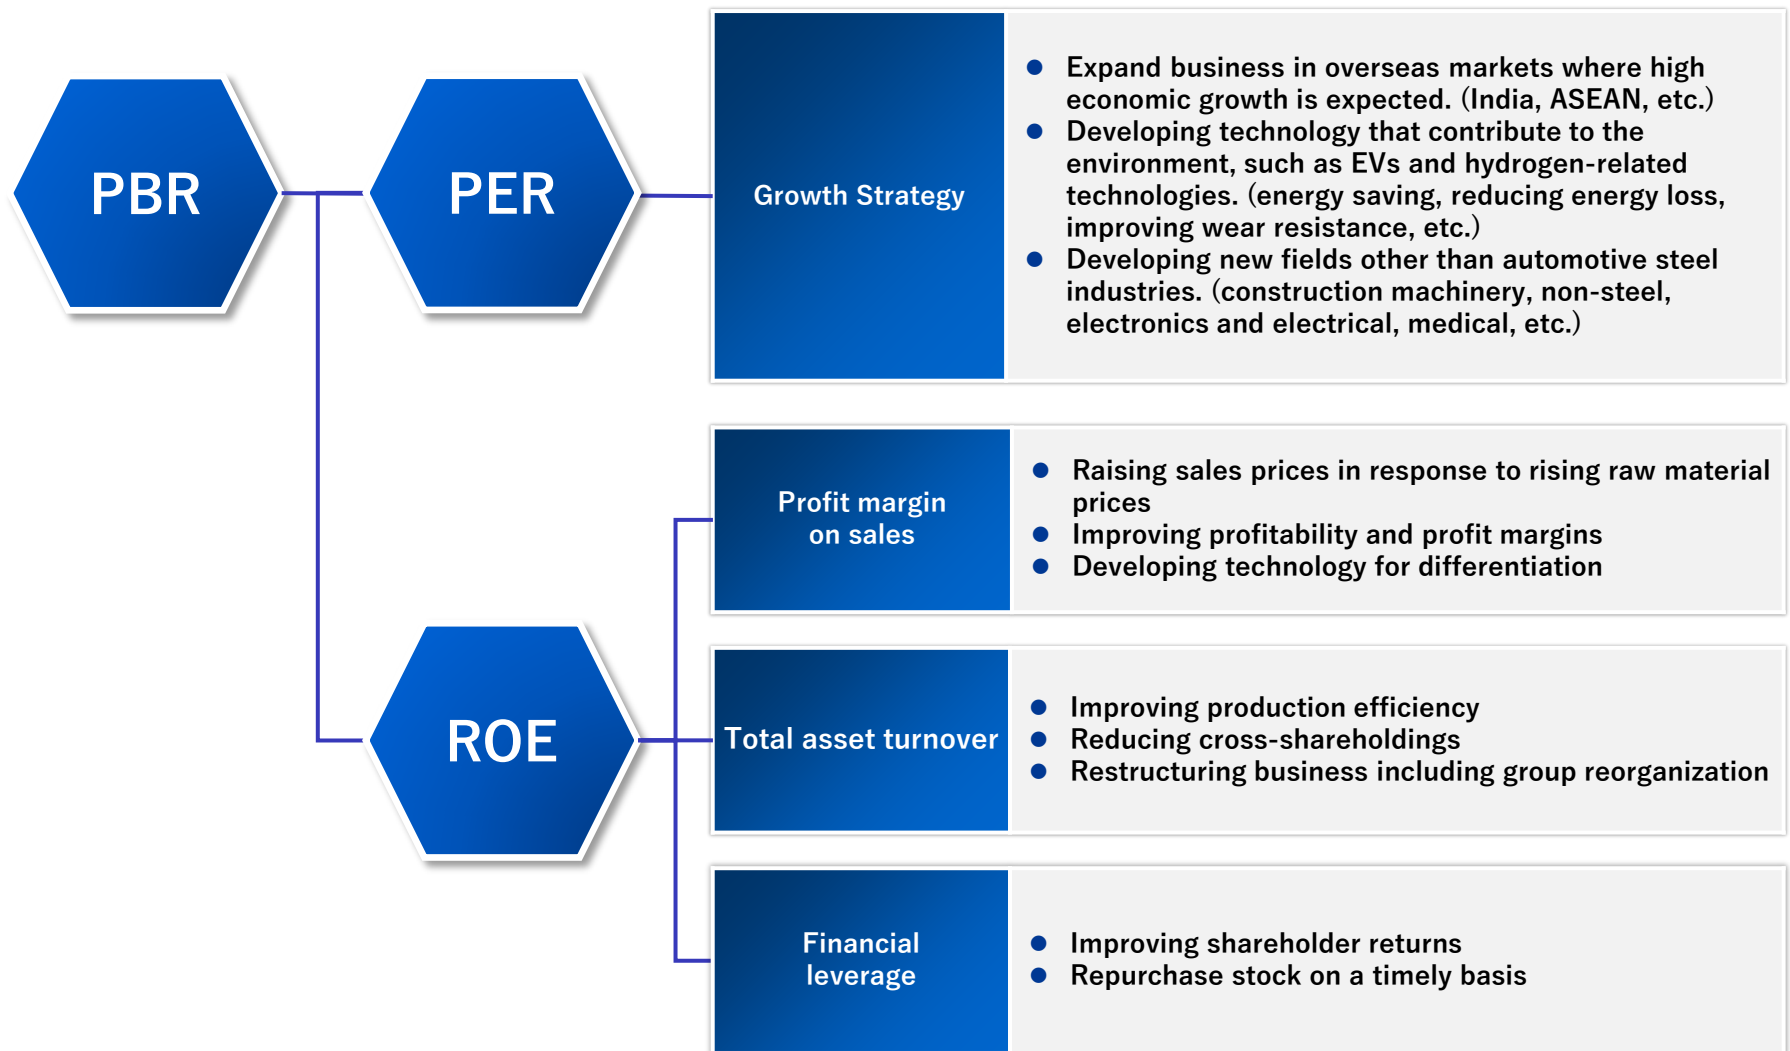 PBR
PER
Growth Strategy
● Expand business in overseas markets where high
economic growth is expected. (India, ASEAN, etc.)
● Developing technology that contribute to the
environment, such as EVs and hydrogen-related
technologies. (energy saving, reducing energy loss,
improving wear resistance, etc.)
● Developing new fields other than automotive steel
industries. (construction machinery, non-steel,
electronics and electrical, medical, etc.)
ROE
Profit margin
on sales
● Raising sales prices in response to rising raw material
prices
● Improving profitability and profit margins
● Developing technology for differentiation
Total asset turnover
● Improving production efficiency
● Reducing cross-shareholdings
● Restructuring business including group reorganization
Financial
leverage
● Improving shareholder returns
● Repurchase stock on a timely basis